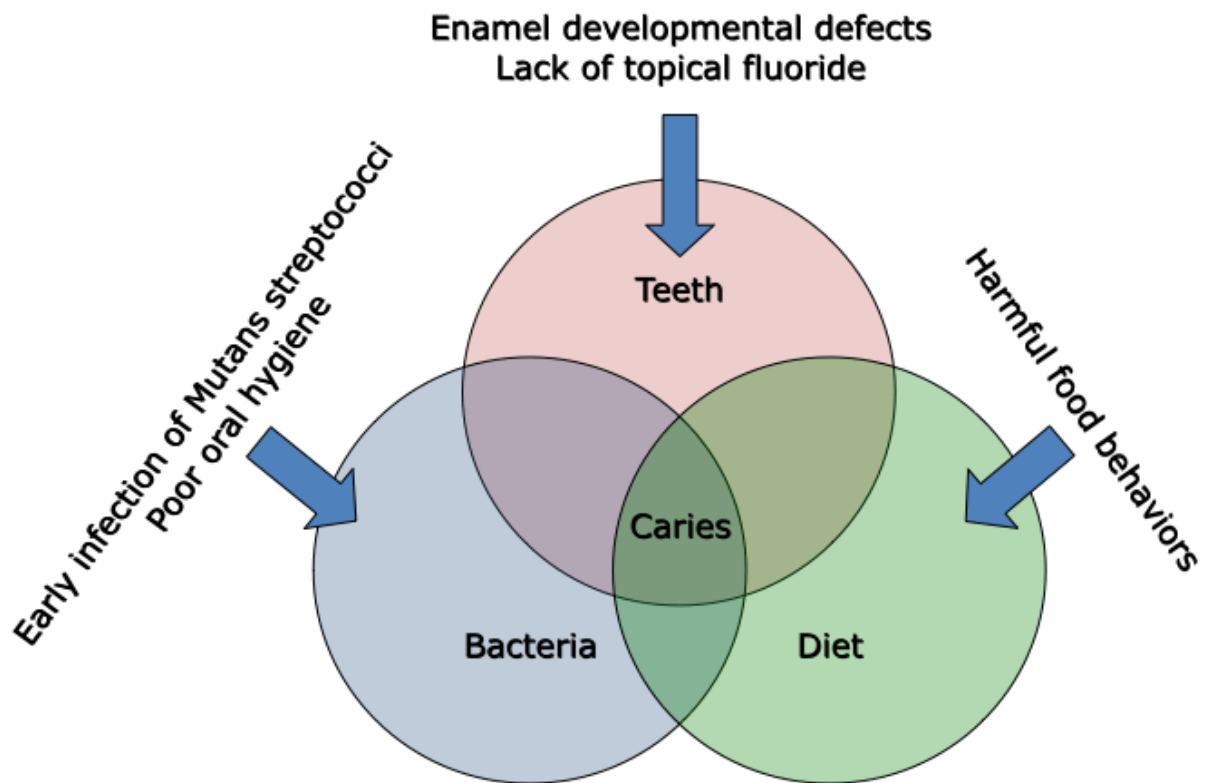 Enamel developmental defects
Lack of topical fluoride
Early infection of Mutans streptococci
Poor oral hygiene
Harmful food behaviors
Teeth
Caries
Bacteria
Diet